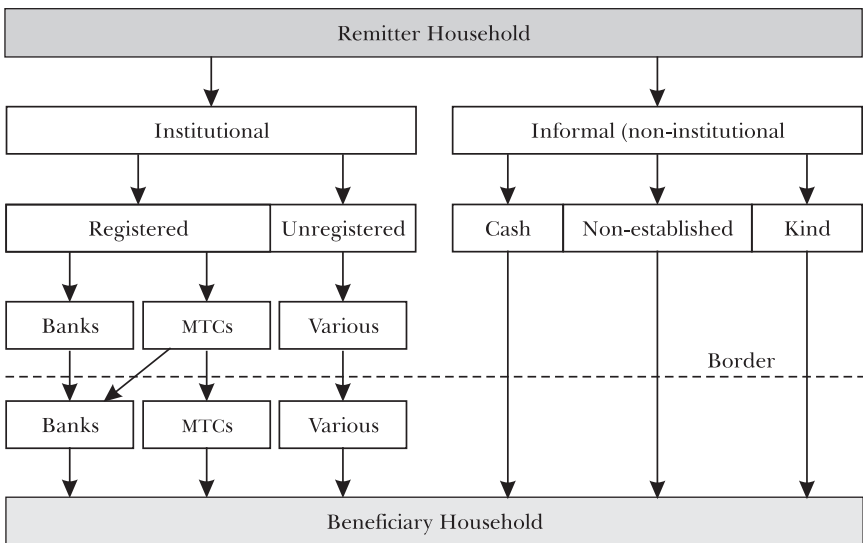 Remitter Household
Institutional
Informal (non-institutional
Registered
Unregistered
Cash
Non-established
Kind
Banks
MTCs
Various
Border
Banks
MTCs
Various
Beneficiary Household